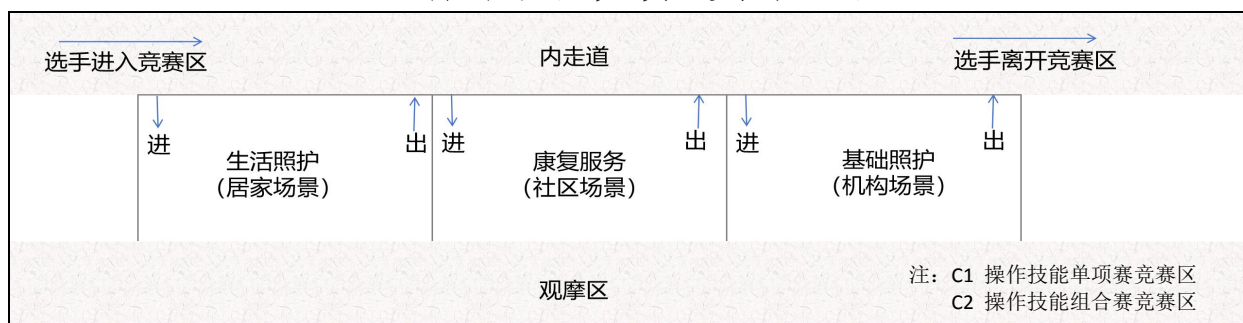 选手进入竞赛区
内走道
选手离开竞赛区
进
出
进
出
进
出
生活照护
(居家场景)
康复服务
(社区场景)
基础照护
(机构场景)
观摩区
注：C1 操作技能单项赛竞赛区
C2 操作技能组合赛竞赛区